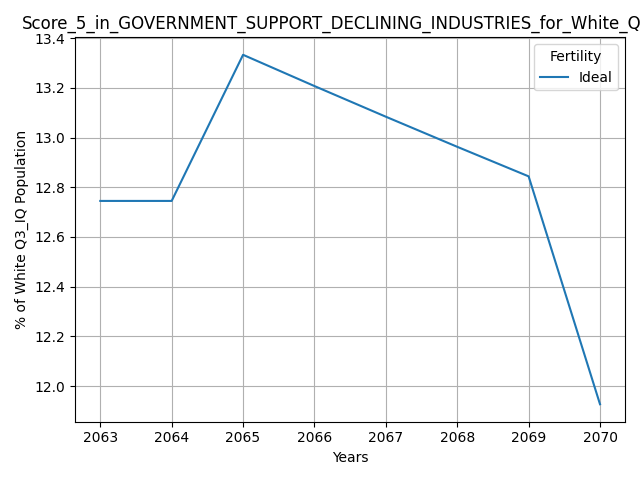 Score_5_in_GOVERNMENT_SUPPORT_DECLINING_INDUSTRIES_for_White_Q
13.4
13.2
13.0
12.8
12.6
12.4
12.2
12.0
% of White Q3_IQ Population
Fertility
Ideal
2063 2064 2065 2066 2067 2068 2069 2070
Years